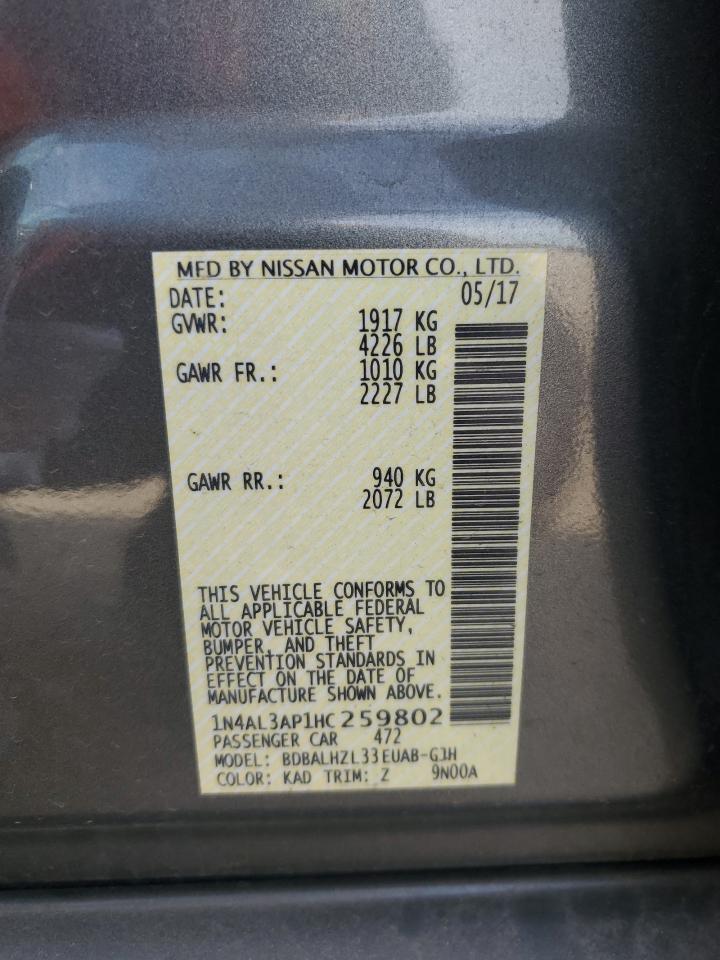 MFD BY NISSAN MOTOR CO., LTD.
DATE: 05/17
GVWR: 1917 KG
4226 LB
GAWR FR.: 1010 KG
2227 LB
GAWR RR.: 940 KG
2072 LB
THIS VEHICLE CONFORMS TO
ALL APPLICABLE FEDERAL
MOTOR VEHICLE SAFETY,
BUMPER, AND THEFT
PREVENTION STANDARDS IN
EFFECT ON THE DATE OF
MANUFACTURE SHOWN ABOVE.
1N4AL3AP1HC259802
PASSENGER CAR 472
MODEL: BDBALHZL33EUAB-GJH
COLOR: KAD TRIM: Z 9N00A